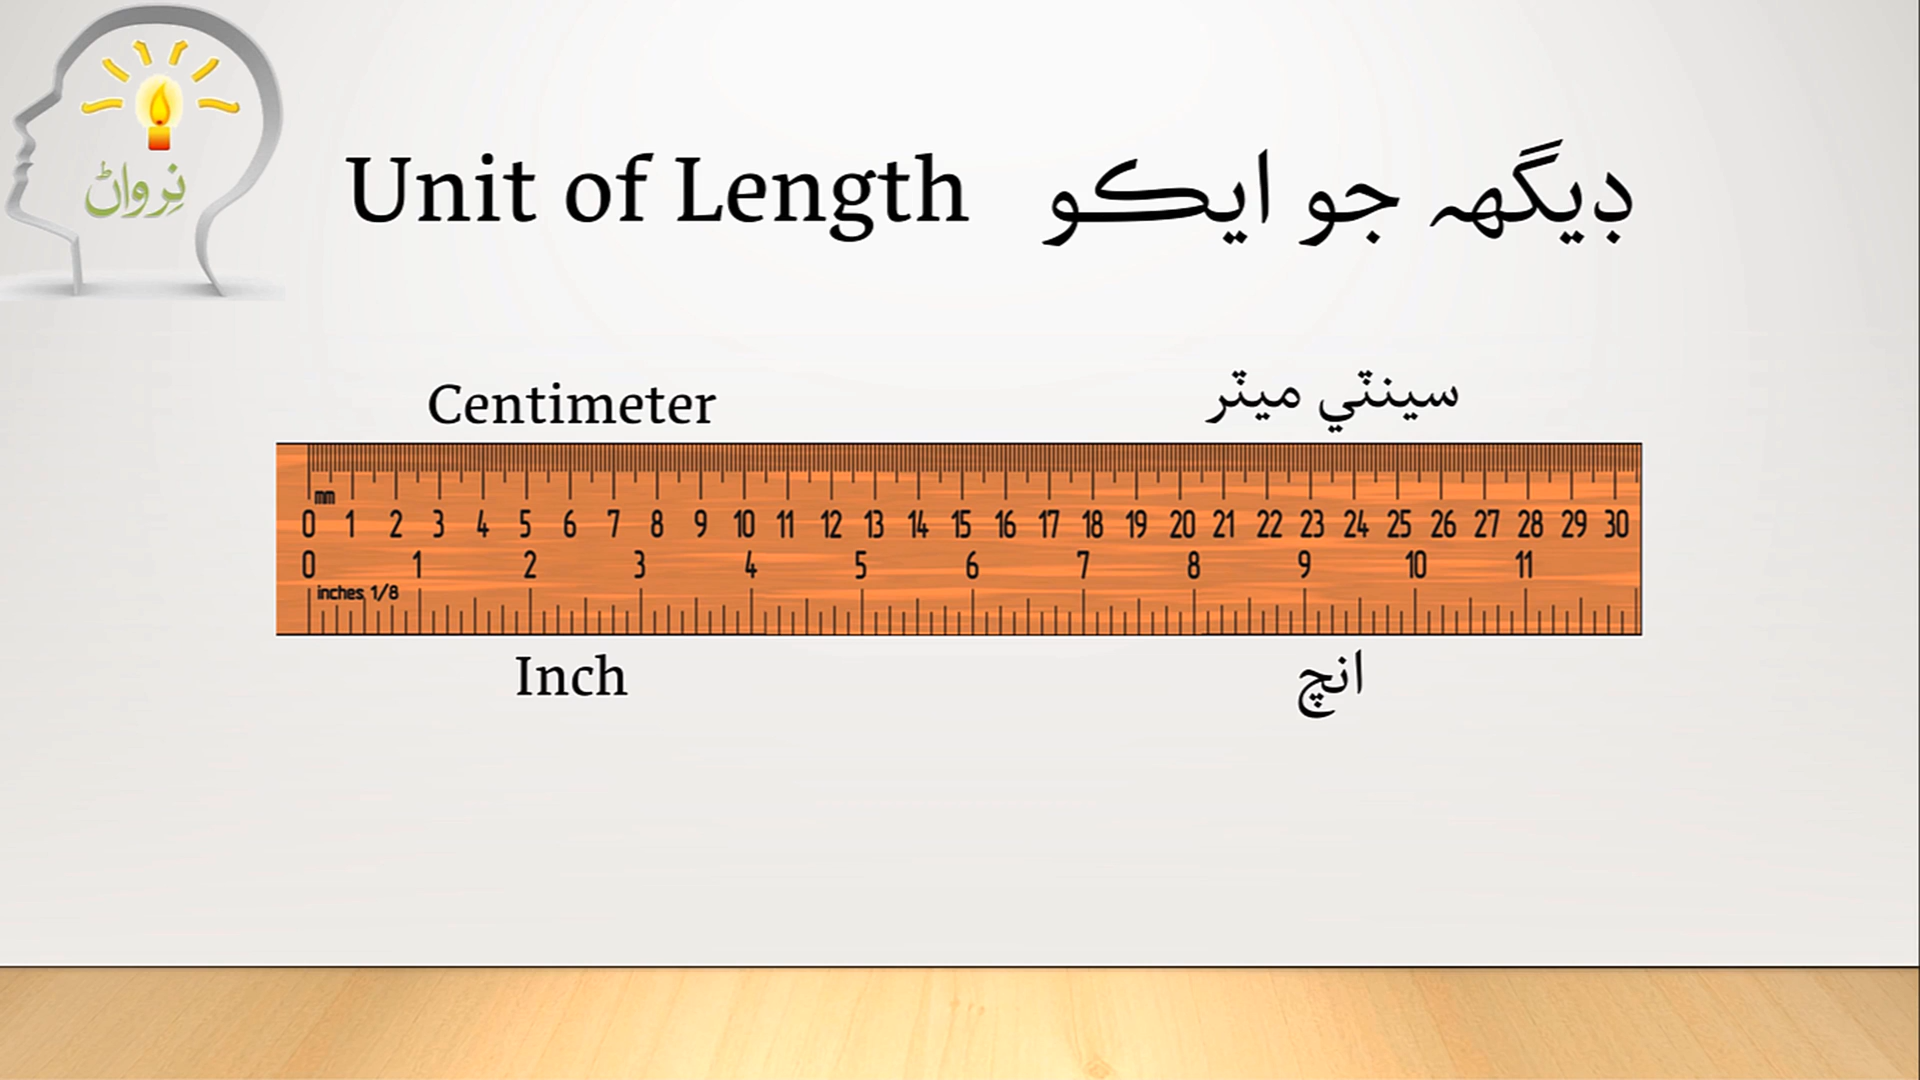 نِرواڻ
Unit of Length ڊيگهہ جو ايڪو
Centimeter سينٽي ميٽر
mm
0 1 2 3 4 5 6 7 8 9 10 11 12 13 14 15 16 17 18 19 20 21 22 23 24 25 26 27 28 29 30
0 1 2 3 4 5 6 7 8 9 10 11
inches 1/8
Inch انچ